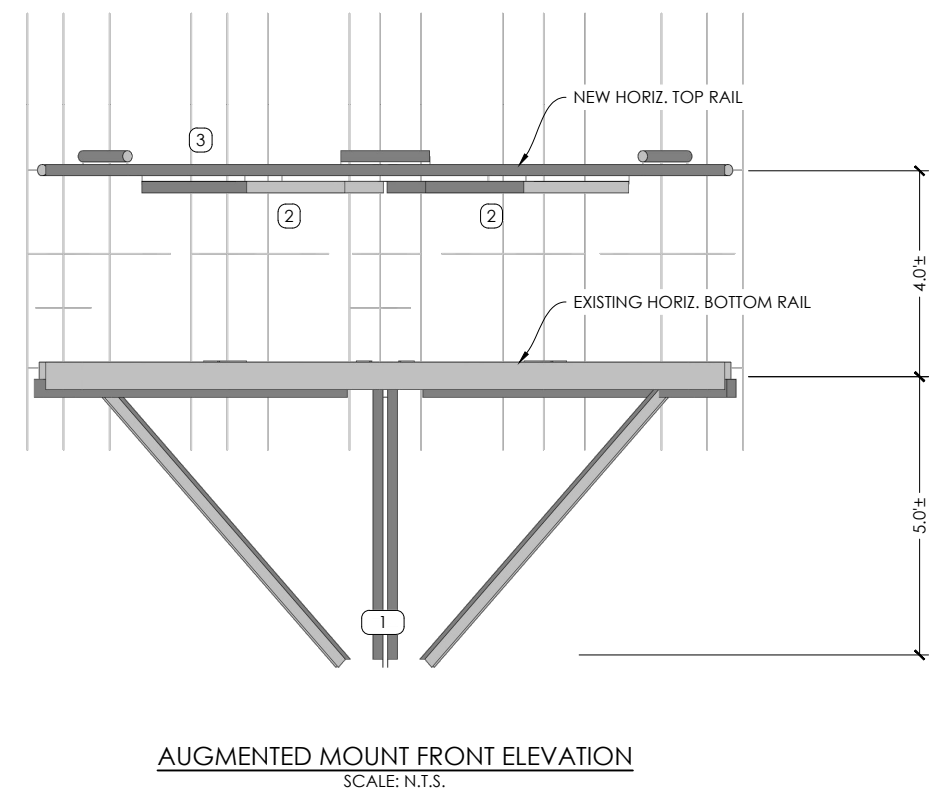 NEW HORIZ. TOP RAIL
3
2
2
4.0'±
EXISTING HORIZ. BOTTOM RAIL
5.0'±
1
AUGMENTED MOUNT FRONT ELEVATION
SCALE: N.T.S.